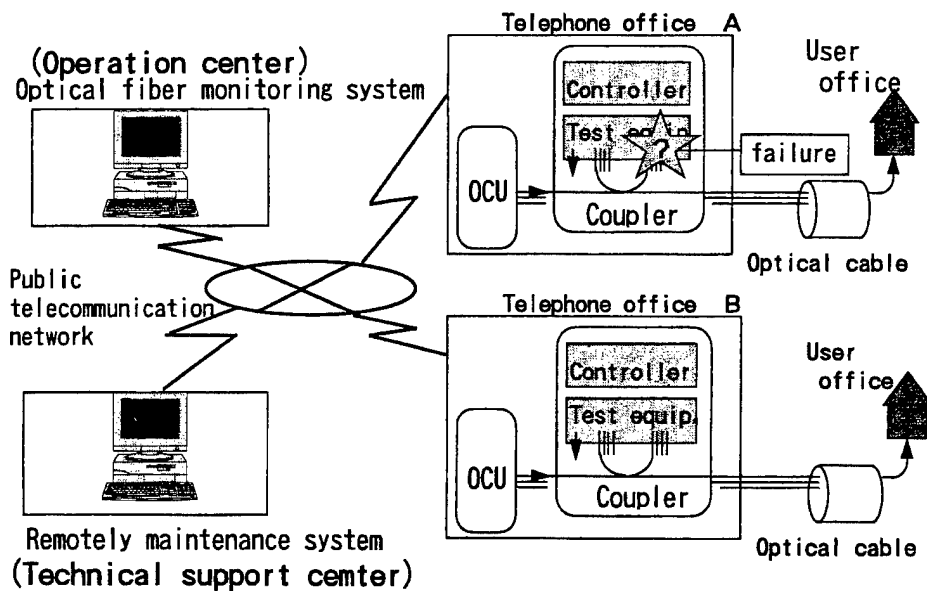 (Operation center)
Optical fiber monitoring system
Public
telecommunication
network
Remotely maintenance system
(Technical support cemter)
Telephone office A
Controller
Test equip.
?
failure
OCU
Coupler
User
office
Optical cable
Telephone office B
Controller
Test equip.
OCU
Coupler
User
office
Optical cable